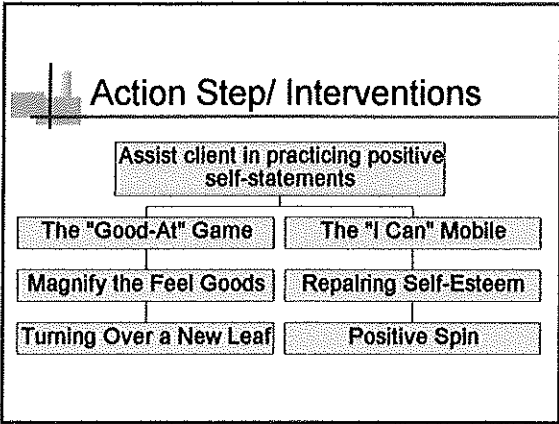 Action Step/ Interventions
Assist client in practicing positive
self-statements
The "Good-At" Game
The "I Can" Mobile
Magnify the Feel Goods
Repairing Self-Esteem
Turning Over a New Leaf
Positive Spin